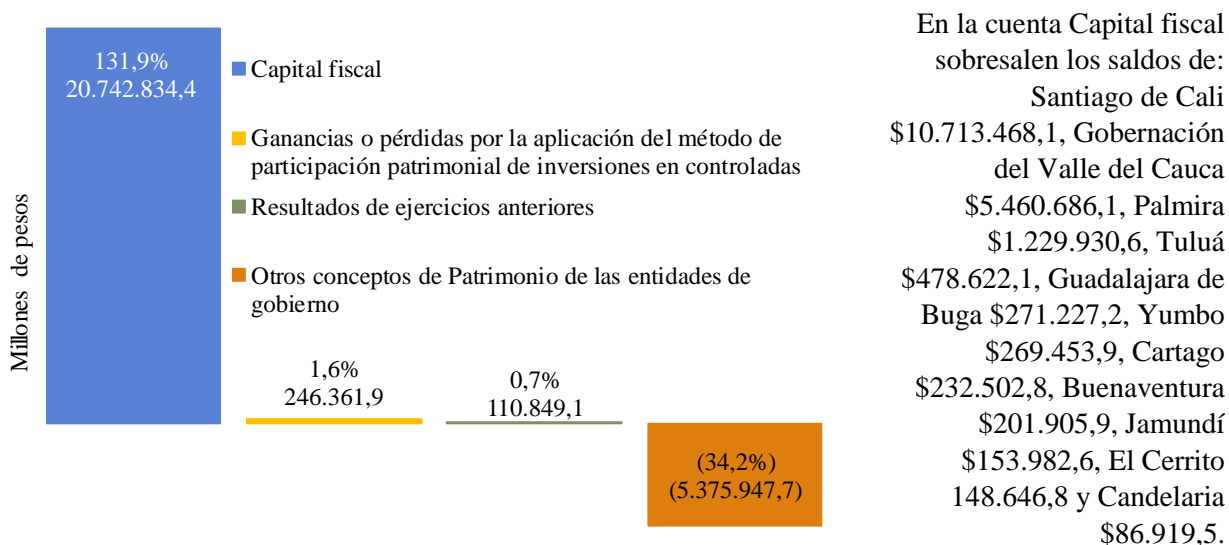 131,9%
20.742.834,4
Capital fiscal
Ganancias o pérdidas por la aplicación del método de
participación patrimonial de inversiones en controladas
Resultados de ejercicios anteriores
Otros conceptos de Patrimonio de las entidades de
gobierno
Millones de pesos
1,6%
246.361,9
0,7%
110.849,1
(34,2%)
(5.375.947,7)
En la cuenta Capital fiscal
sobresalen los saldos de:
Santiago de Cali
$10.713.468,1, Gobernación
del Valle del Cauca
$5.460.686,1, Palmira
$1.229.930,6, Tuluá
$478.622,1, Guadalajara de
Buga $271.227,2, Yumbo
$269.453,9, Cartago
$232.502,8, Buenaventura
$201.905,9, Jamundí
$153.982,6, El Cerrito
148.646,8 y Candelaria
$86.919,5.